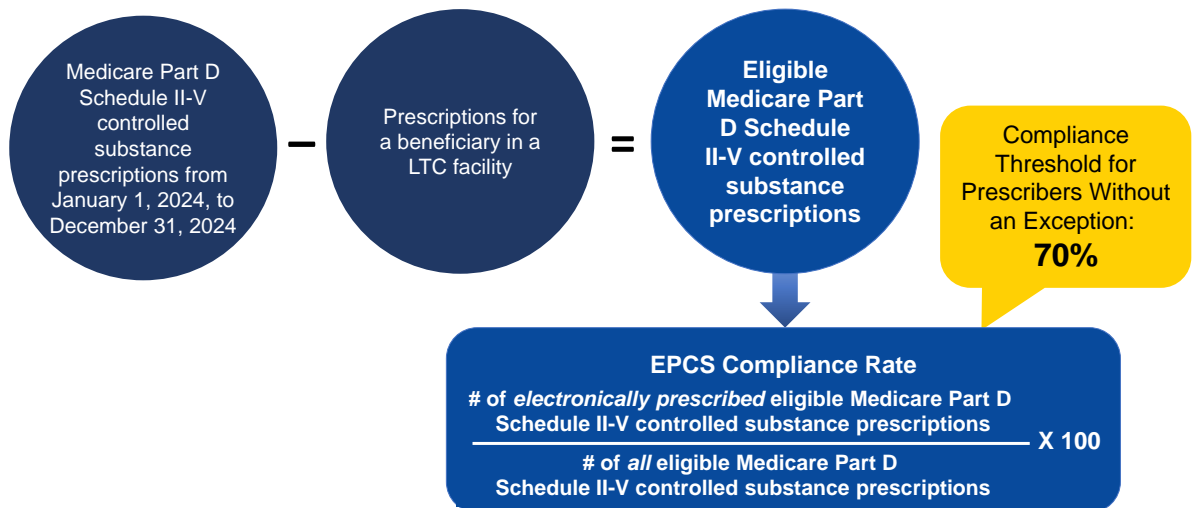 Medicare Part D
Schedule II-V
controlled
substance
prescriptions from
January 1, 2024, to
December 31, 2024
–
Prescriptions for
a beneficiary in a
LTC facility
=
Eligible
Medicare Part
D Schedule
II-V controlled
substance
prescriptions
Compliance
Threshold for
Prescribers Without
an Exception:
70%
EPCS Compliance Rate
# of electronically prescribed eligible Medicare Part D
Schedule II-V controlled substance prescriptions
X 100
# of all eligible Medicare Part D
Schedule II-V controlled substance prescriptions